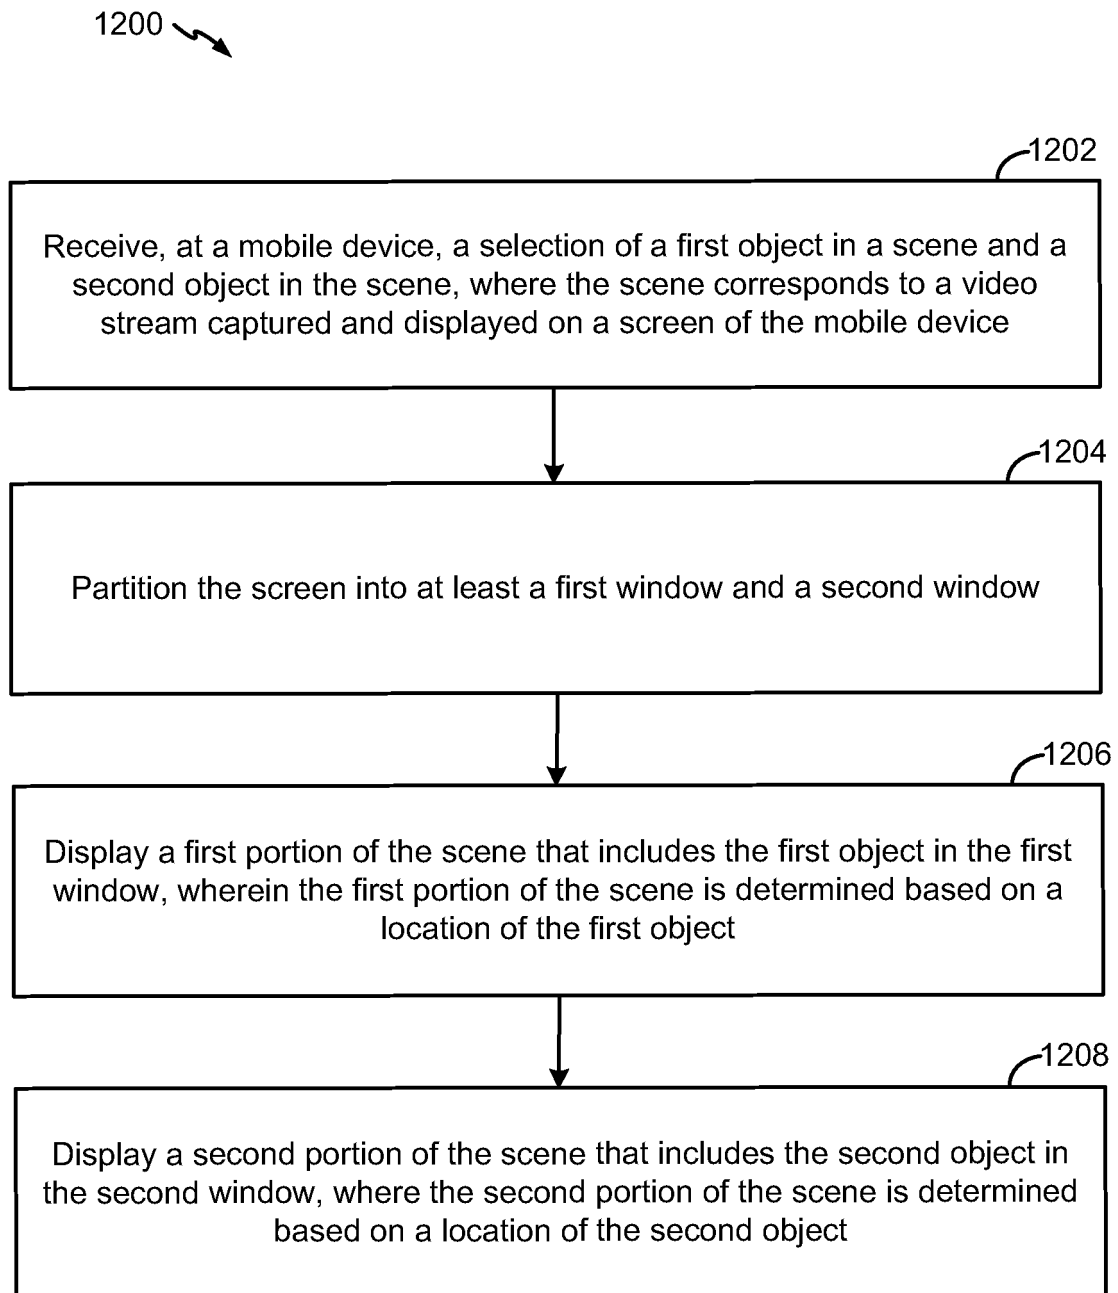 1200
1202
Receive, at a mobile device, a selection of a first object in a scene and a
second object in the scene, where the scene corresponds to a video
stream captured and displayed on a screen of the mobile device
1204
Partition the screen into at least a first window and a second window
1206
Display a first portion of the scene that includes the first object in the first
window, wherein the first portion of the scene is determined based on a
location of the first object
1208
Display a second portion of the scene that includes the second object in
the second window, where the second portion of the scene is determined
based on a location of the second object